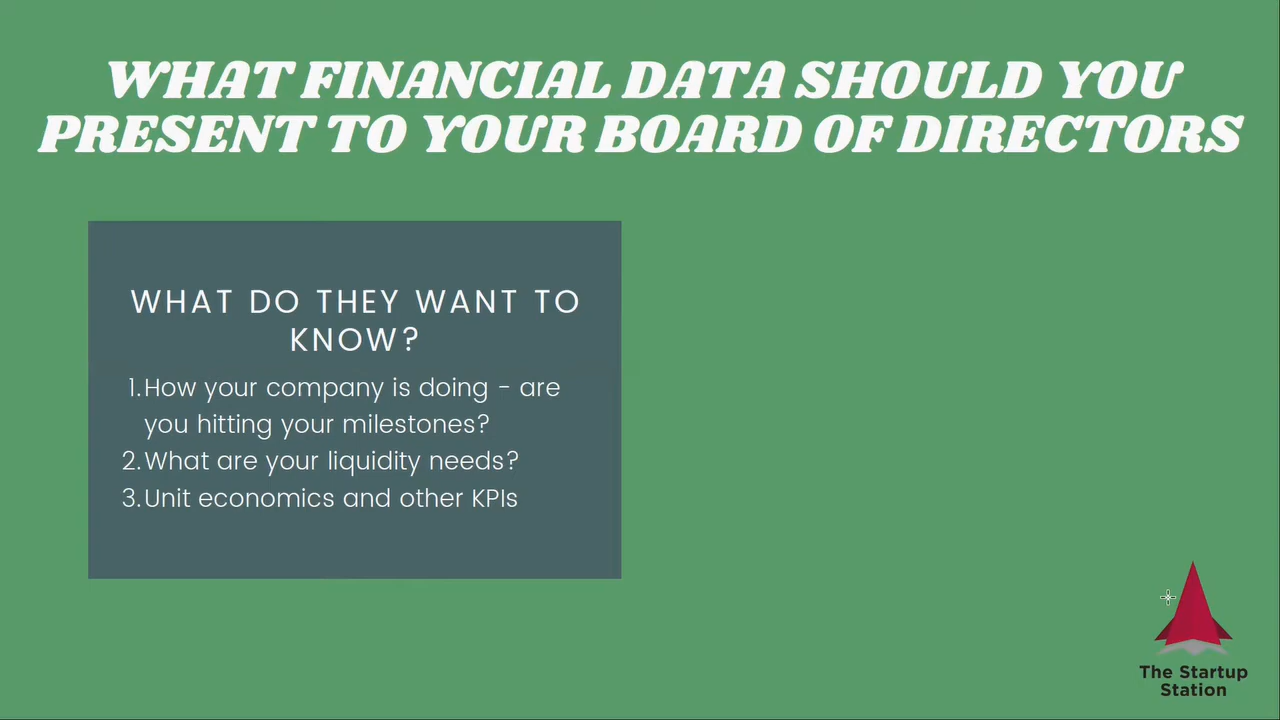 WHAT FINANCIAL DATA SHOULD YOU
PRESENT TO YOUR BOARD OF DIRECTORS
WHAT DO THEY WANT TO
KNOW?
1.How your company is doing - are
you hitting your milestones?
2.What are your liquidity needs?
3.Unit economics and other KPIs
The Startup
Station